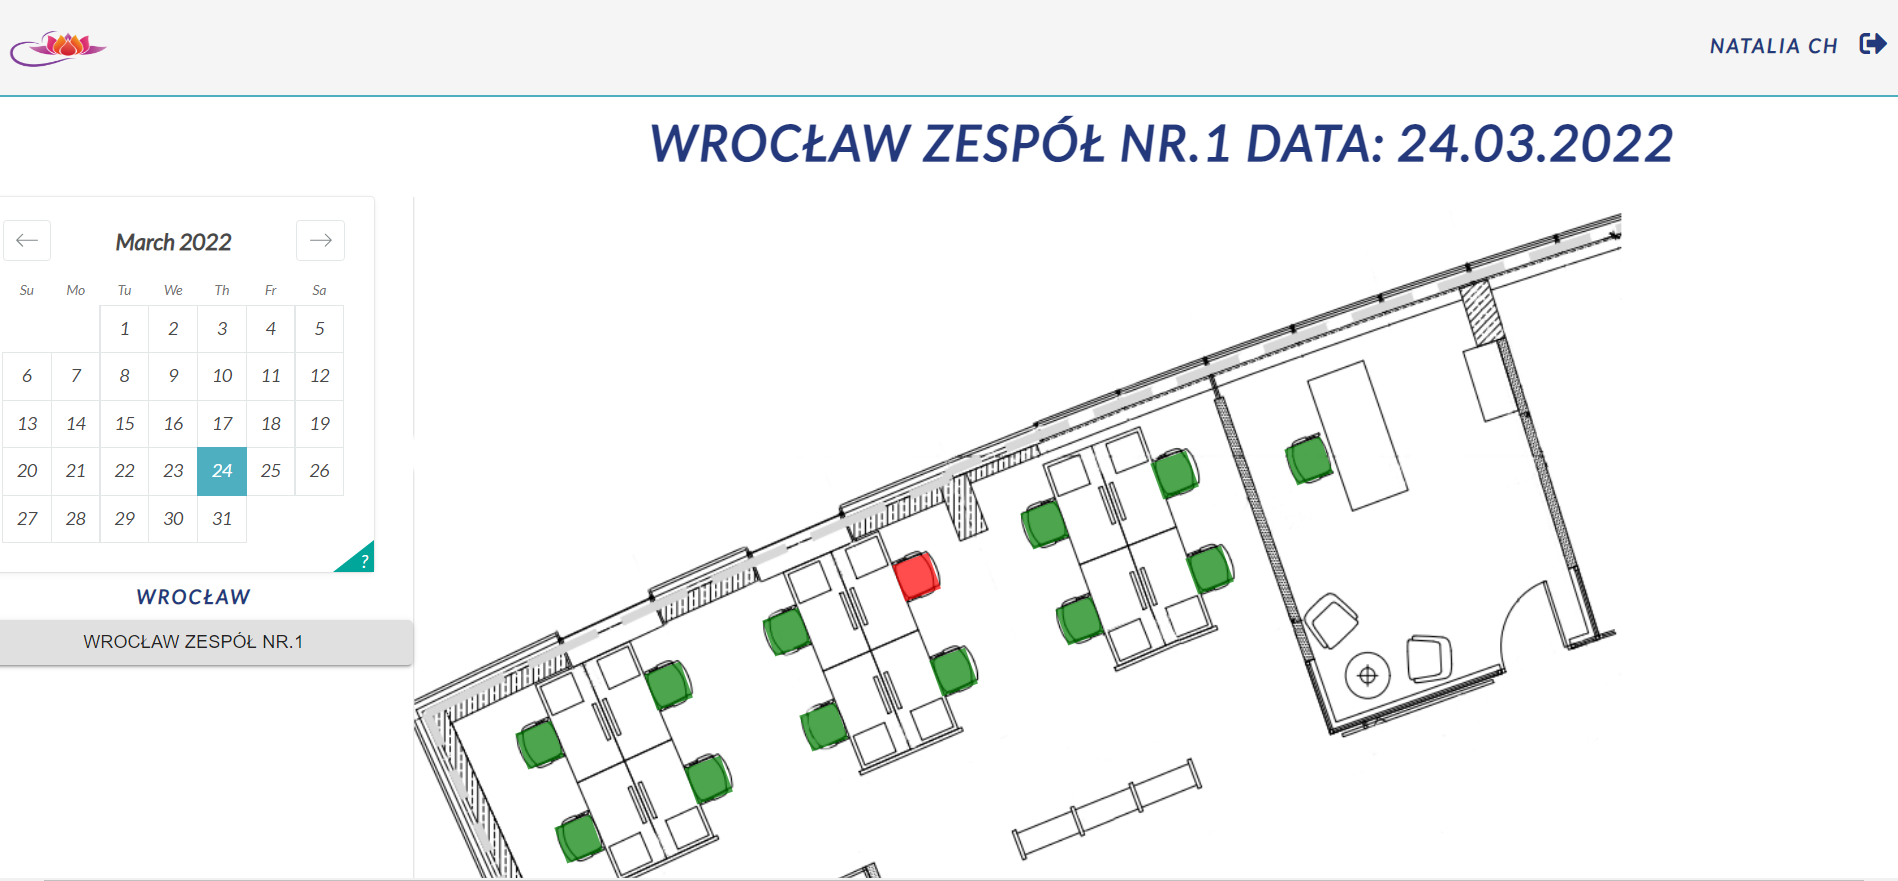 NATALIA CH
WROCŁAW ZESPÓŁ NR.1 DATA: 24.03.2022
March 2022
Su Mo Tu We Th Fr Sa
1 2 3 4 5
6 7 8 9 10 11 12
13 14 15 16 17 18 19
20 21 22 23 24 25 26
27 28 29 30 31
?
WROCŁAW
WROCŁAW ZESPÓŁ NR.1